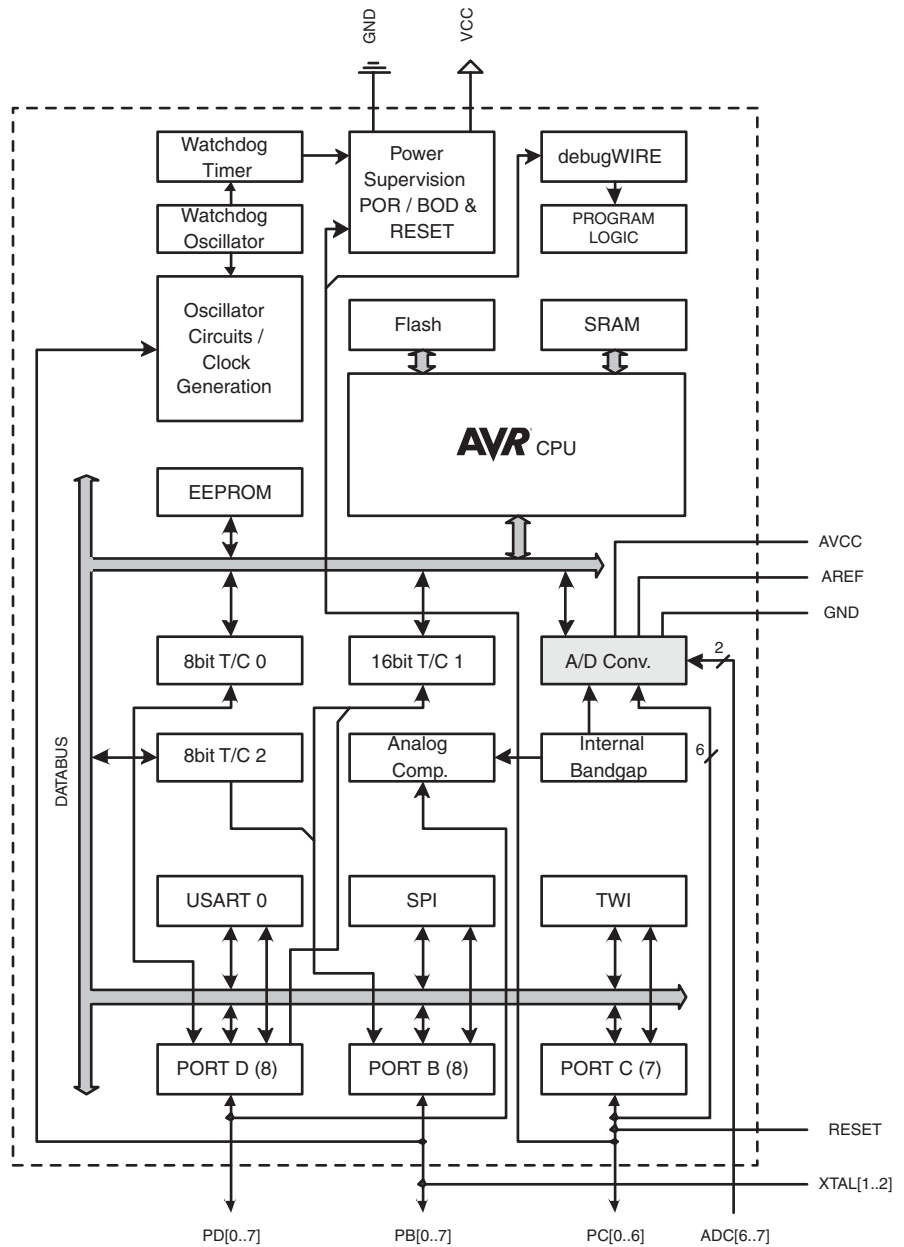 GND
VCC
Watchdog
Timer
Power
Supervision
POR / BOD &
RESET
debugWIRE
Watchdog
Oscillator
PROGRAM
LOGIC
Oscillator
Circuits /
Clock
Generation
Flash
SRAM
AVR CPU
EEPROM
AVCC
AREF
GND
8bit T/C 0
16bit T/C 1
A/D Conv.
2
DATABUS
8bit T/C 2
Analog
Comp.
Internal
Bandgap
6
USART 0
SPI
TWI
PORT D (8)
PORT B (8)
PORT C (7)
RESET
XTAL[1..2]
PD[0..7]
PB[0..7]
PC[0..6]
ADC[6..7]